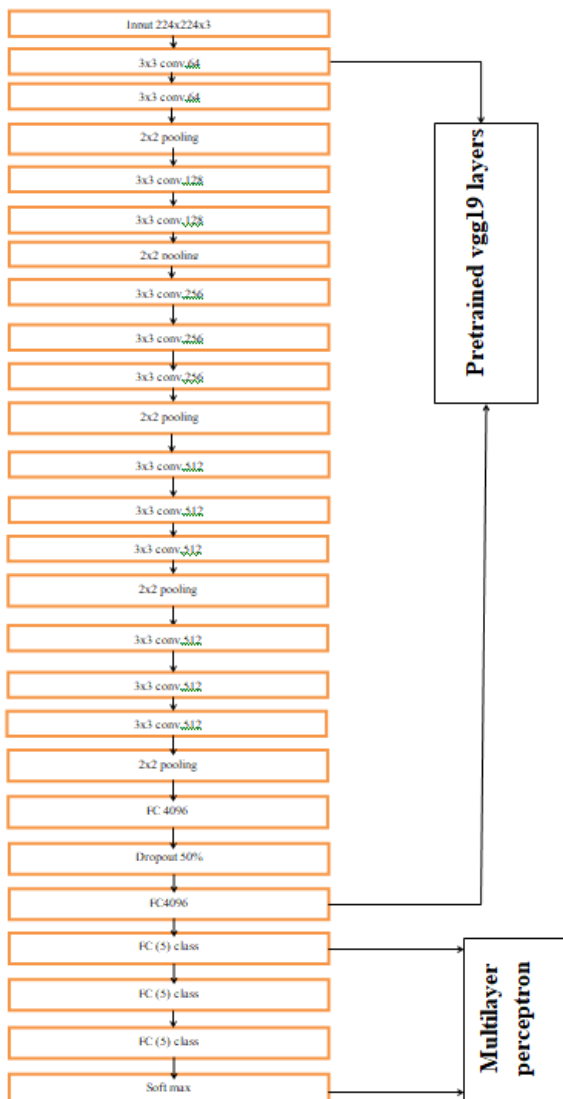 Input 224x224x3
3x3 conv.64
3x3 conv.64
2x2 pooling
3x3 conv.128
3x3 conv.128
2x2 pooling
3x3 conv.256
3x3 conv.256
3x3 conv.256
2x2 pooling
3x3 conv.512
3x3 conv.512
3x3 conv.512
2x2 pooling
3x3 conv.512
3x3 conv.512
3x3 conv.512
2x2 pooling
FC 4096
Dropout 50%
FC4096
FC (5) class
FC (5) class
FC (5) class
Soft max
Pretrained vgg19 layers
Multilayer
perceptron